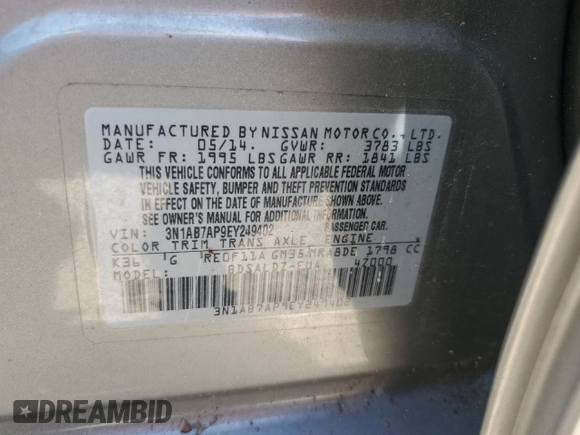 MANUFACTURED BY NISSAN MOTOR CO., LTD.
DATE: 05/14. GVWR: 3783 LBS
GAWR FR: 1995 LBS GAWR RR: 1841 LBS
THIS VEHICLE CONFORMS TO ALL APPLICABLE FEDERAL MOTOR
VEHICLE SAFETY, BUMPER AND THEFT PREVENTION STANDARDS
IN EFFECT ON THE DATE OF MANUFACTURE SHOWN ABOVE.
SEE OWNER'S MANUAL FOR ADDITIONAL INFORMATION.
VIN: 3N1AB7AP9EY249402 PASSENGER CAR.
COLOR TRIM TRANS AXLE ENGINE
K36 G RE0F11A GM38 MRA8DE 1798 CC
MODEL: 47000
3N1AB7AP9EY249402
DREAMBID